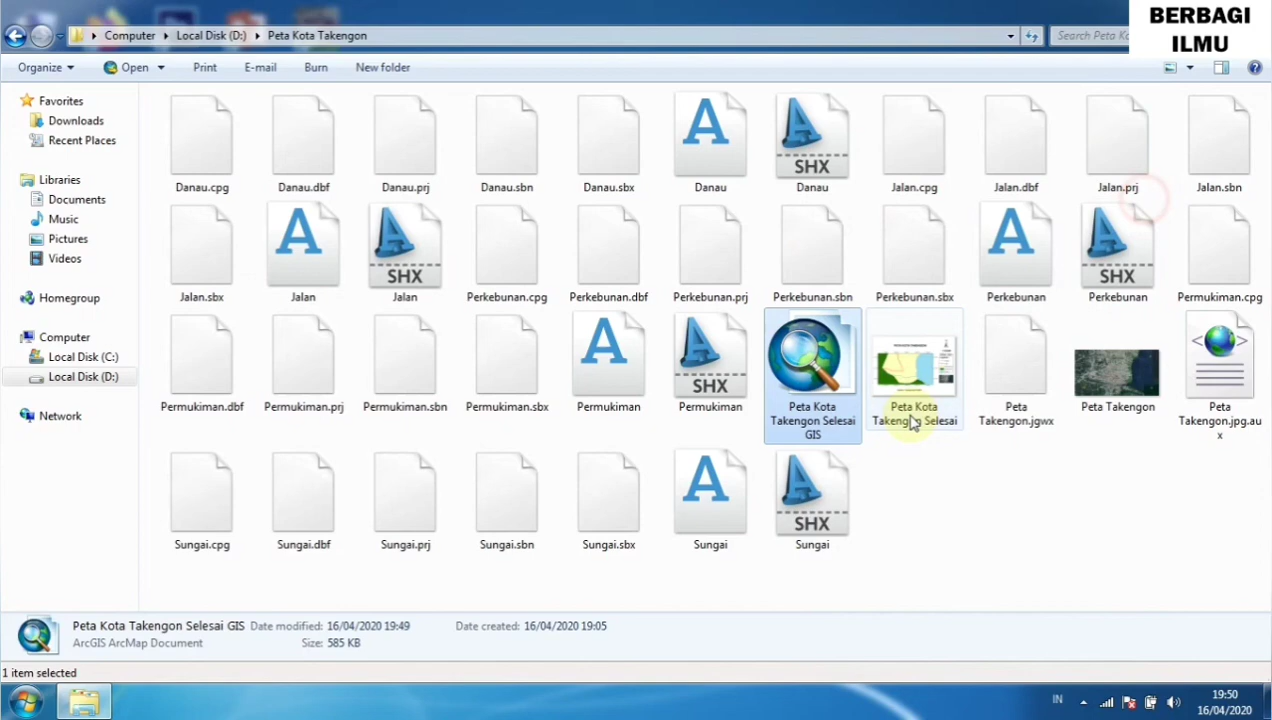 BERBAGI
ILMU
Computer
Local Disk (D:)
Peta Kota Takengon
Search Peta Ko
Organize
Open
Print
E-mail
Burn
New folder
Favorites
Downloads
Recent Places
Libraries
Documents
Music
Pictures
Videos
Homegroup
Computer
Local Disk (C:)
Local Disk (D:)
Network
Danau.cpg
Danau.dbf
Danau.prj
Danau.sbn
Danau.sbx
A
Danau
SHX
Danau
Jalan.cpg
Jalan.dbf
Jalan.prj
Jalan.sbn
Jalan.sbx
A
Jalan
SHX
Jalan
Perkebunan.cpg
Perkebunan.dbf
Perkebunan.prj
Perkebunan.sbn
Perkebunan.sbx
A
Perkebunan
SHX
Perkebunan
Permukiman.cpg
Permukiman.dbf
Permukiman.prj
Permukiman.sbn
Permukiman.sbx
A
Permukiman
SHX
Permukiman
Peta Kota
Takengon Selesai
GIS
Peta Kota
Takengon Selesai
Peta
Takengon.jgwx
Peta Takengon
Peta
Takengon.jpg.au
x
Sungai.cpg
Sungai.dbf
Sungai.prj
Sungai.sbn
Sungai.sbx
A
Sungai
SHX
Sungai
Peta Kota Takengon Selesai GIS
Date modified: 16/04/2020 19:49
Date created: 16/04/2020 19:05
ArcGIS ArcMap Document
Size: 585 KB
1 item selected
IN
19:50
16/04/2020